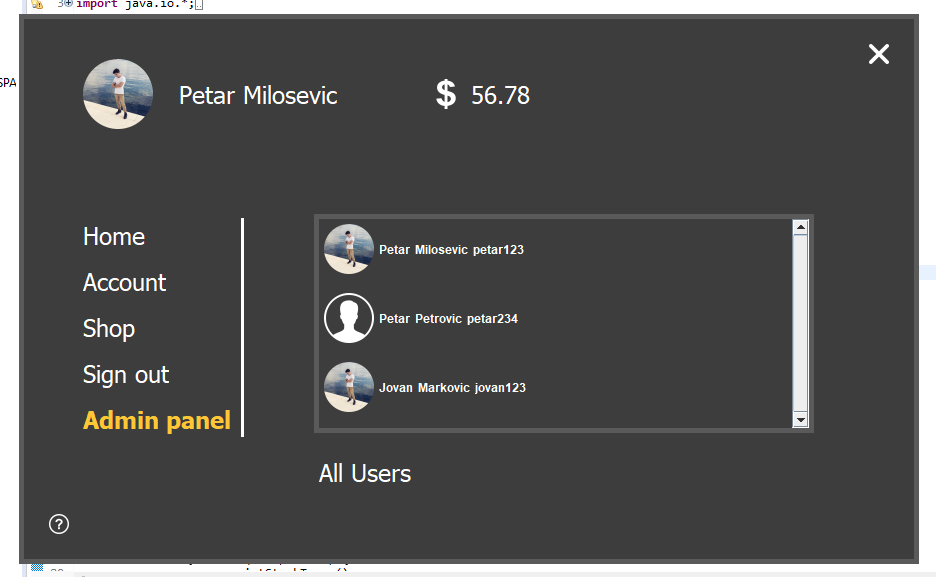 3 import java.io.*;
SPA
Petar Milosevic
$ 56.78
Home
Account
Shop
Sign out
Admin panel
Petar Milosevic petar123
Petar Petrovic petar234
Jovan Markovic jovan123
All Users
?